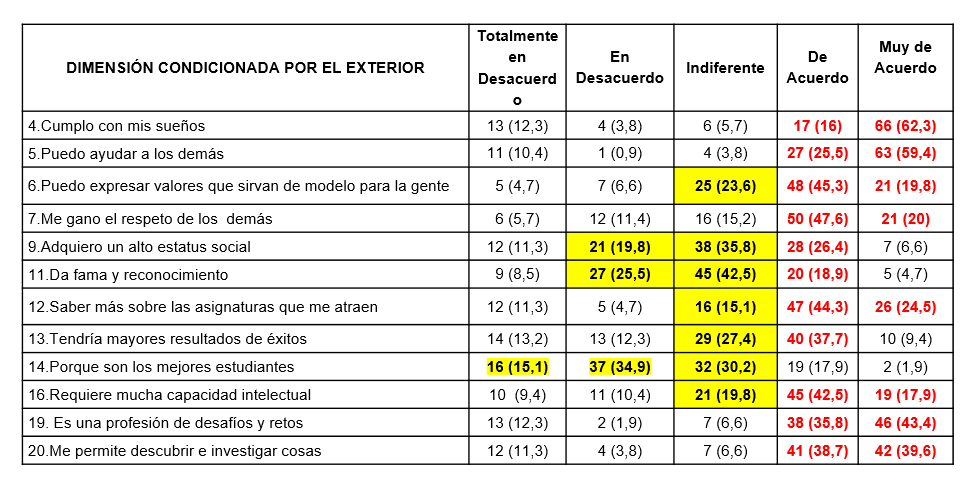 DIMENSIÓN CONDICIONADA POR EL EXTERIOR Totalmente en Desacuerd o En Desacuerdo Indiferente De Acuerdo Muy de Acuerdo
4.Cumplo con mis sueños 13 (12,3) 4 (3,8) 6 (5,7) 17 (16) 66 (62,3)
5.Puedo ayudar a los demás 11 (10,4) 1 (0,9) 4 (3,8) 27 (25,5) 63 (59,4)
6.Puedo expresar valores que sirvan de modelo para la gente 5 (4,7) 7 (6,6) 25 (23,6) 48 (45,3) 21 (19,8)
7.Me gano el respeto de los demás 6 (5,7) 12 (11,4) 16 (15,2) 50 (47,6) 21 (20)
9.Adquiero un alto estatus social 12 (11,3) 21 (19,8) 38 (35,8) 28 (26,4) 7 (6,6)
11.Da fama y reconocimiento 9 (8,5) 27 (25,5) 45 (42,5) 20 (18,9) 5 (4,7)
12.Saber más sobre las asignaturas que me atraen 12 (11,3) 5 (4,7) 16 (15,1) 47 (44,3) 26 (24,5)
13.Tendría mayores resultados de éxitos 14 (13,2) 13 (12,3) 29 (27,4) 40 (37,7) 10 (9,4)
14.Porque son los mejores estudiantes 16 (15,1) 37 (34,9) 32 (30,2) 19 (17,9) 2 (1,9)
16.Requiere mucha capacidad intelectual 10 (9,4) 11 (10,4) 21 (19,8) 45 (42,5) 19 (17,9)
19. Es una profesión de desafíos y retos 13 (12,3) 2 (1,9) 7 (6,6) 38 (35,8) 46 (43,4)
20.Me permite descubrir e investigar cosas 12 (11,3) 4 (3,8) 7 (6,6) 41 (38,7) 42 (39,6)